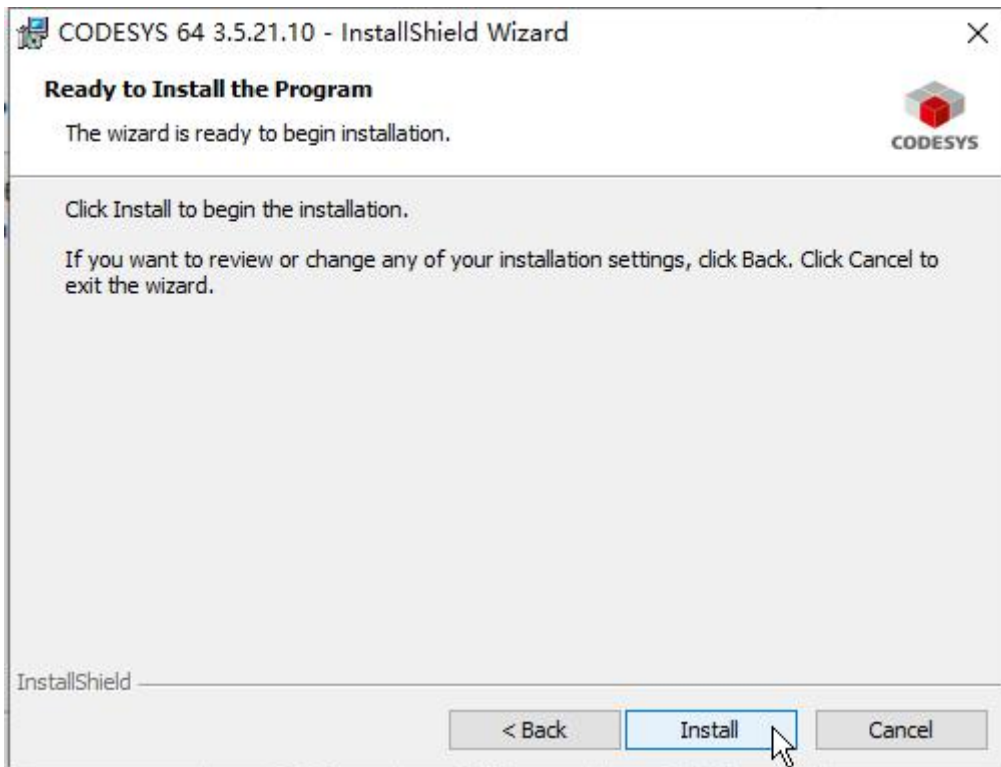 CODESYS 64 3.5.21.10 - InstallShield Wizard
Ready to Install the Program
The wizard is ready to begin installation.
CODESYS
Click Install to begin the installation.
If you want to review or change any of your installation settings, click Back. Click Cancel to
exit the wizard.
InstallShield
< Back
Install
Cancel